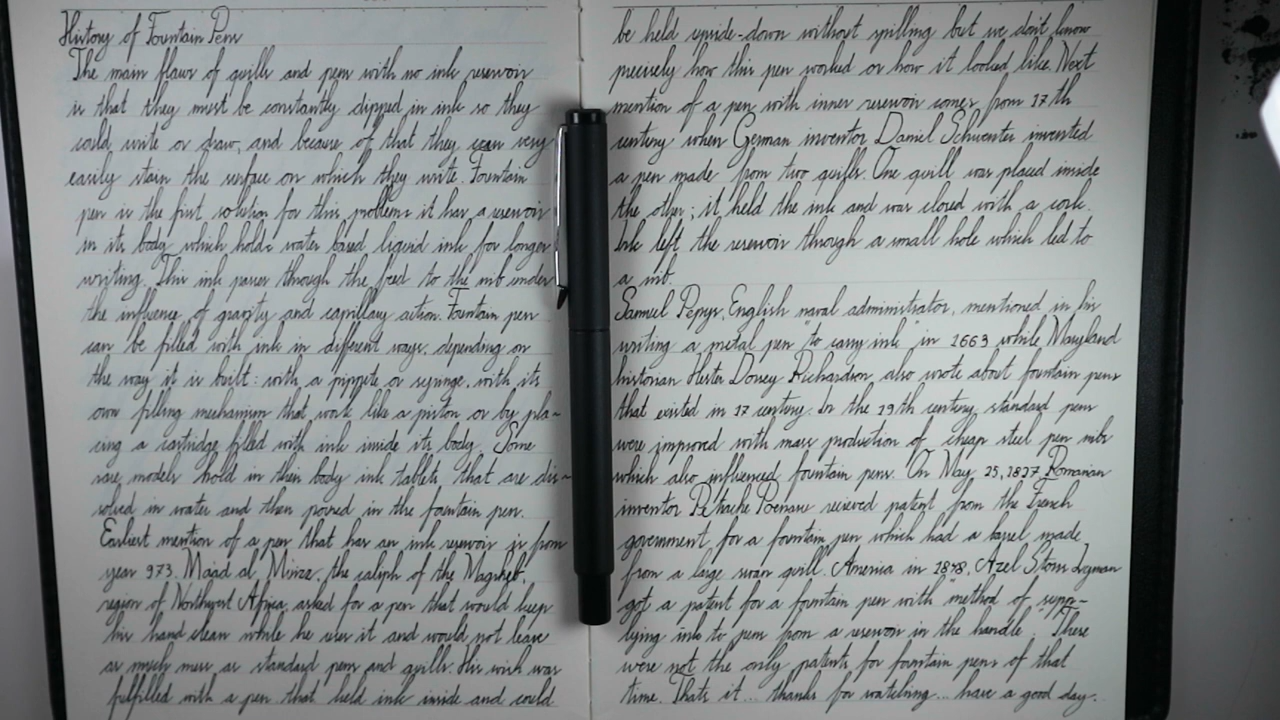 History of Fountain Pens
The main flaws of quills and pens with no ink reservoir
is that they must be constantly dipped in ink so they
could write or draw, and because of that they can very
easily stain the surface on which they write. Fountain
pen is the first solution for this problems it has a reservoir
in its body which holds water based liquid ink for longer
writing. This ink passes through the feed to the nib under
the influence of gravity and capillary action. Fountain pen
can be filled with ink in different ways, depending on
the way it is built: with a pippete or syringe, with its
own filling mechanism that work like a piston or by pla-
cing a cartridge filled with ink inside its body. Some
rare models hold in their body ink tablets that are dis-
solved in water and then poured in the fountain pen.
Earliest mention of a pen that has an ink reservoir is from
year 973. Ma'ad al Mu'izz, the caliph of the Maghreb,
region of Northwest Africa, asked for a pen that would keep
his hand clean while he uses it and would not leave
as much mess as standard pens and quills. His wish was
fulfilled with a pen that held ink inside and could
be held upside-down without spilling but we don't know
precisely how this pen worked or how it looked like. Next
mention of a pen with inner reservoir comes from 17th
century when German inventor Daniel Schwenter invented
a pen made from two quills. One quill was placed inside
the other; it held the ink and was closed with a cork.
Ink left the reservoir through a small hole which led to
a nib.
Samuel Pepys, English naval administrator, mentioned in his
writing a metal pen "to carry ink" in 1663 while Maryland
historian Hester Dorsey Richardson also wrote about fountain pens
that existed in 17 century. In the 19th century, standard pens
were improved with mass production of cheap steel pen nibs
which also influenced fountain pens. On May 25, 1827 Romanian
inventor Petrache Poenaru recieved patent from the French
government for a fountain pen which had a barrel made
from a large swan quill. America in 1848, Azel Storrs Lyman
got a patent for a fountain pen with "method of supp-
lying ink to pens from a reservoir in the handle". These
were not the only patents for fountain pens of that
time. Thats it... thanks for watching... have a good day...